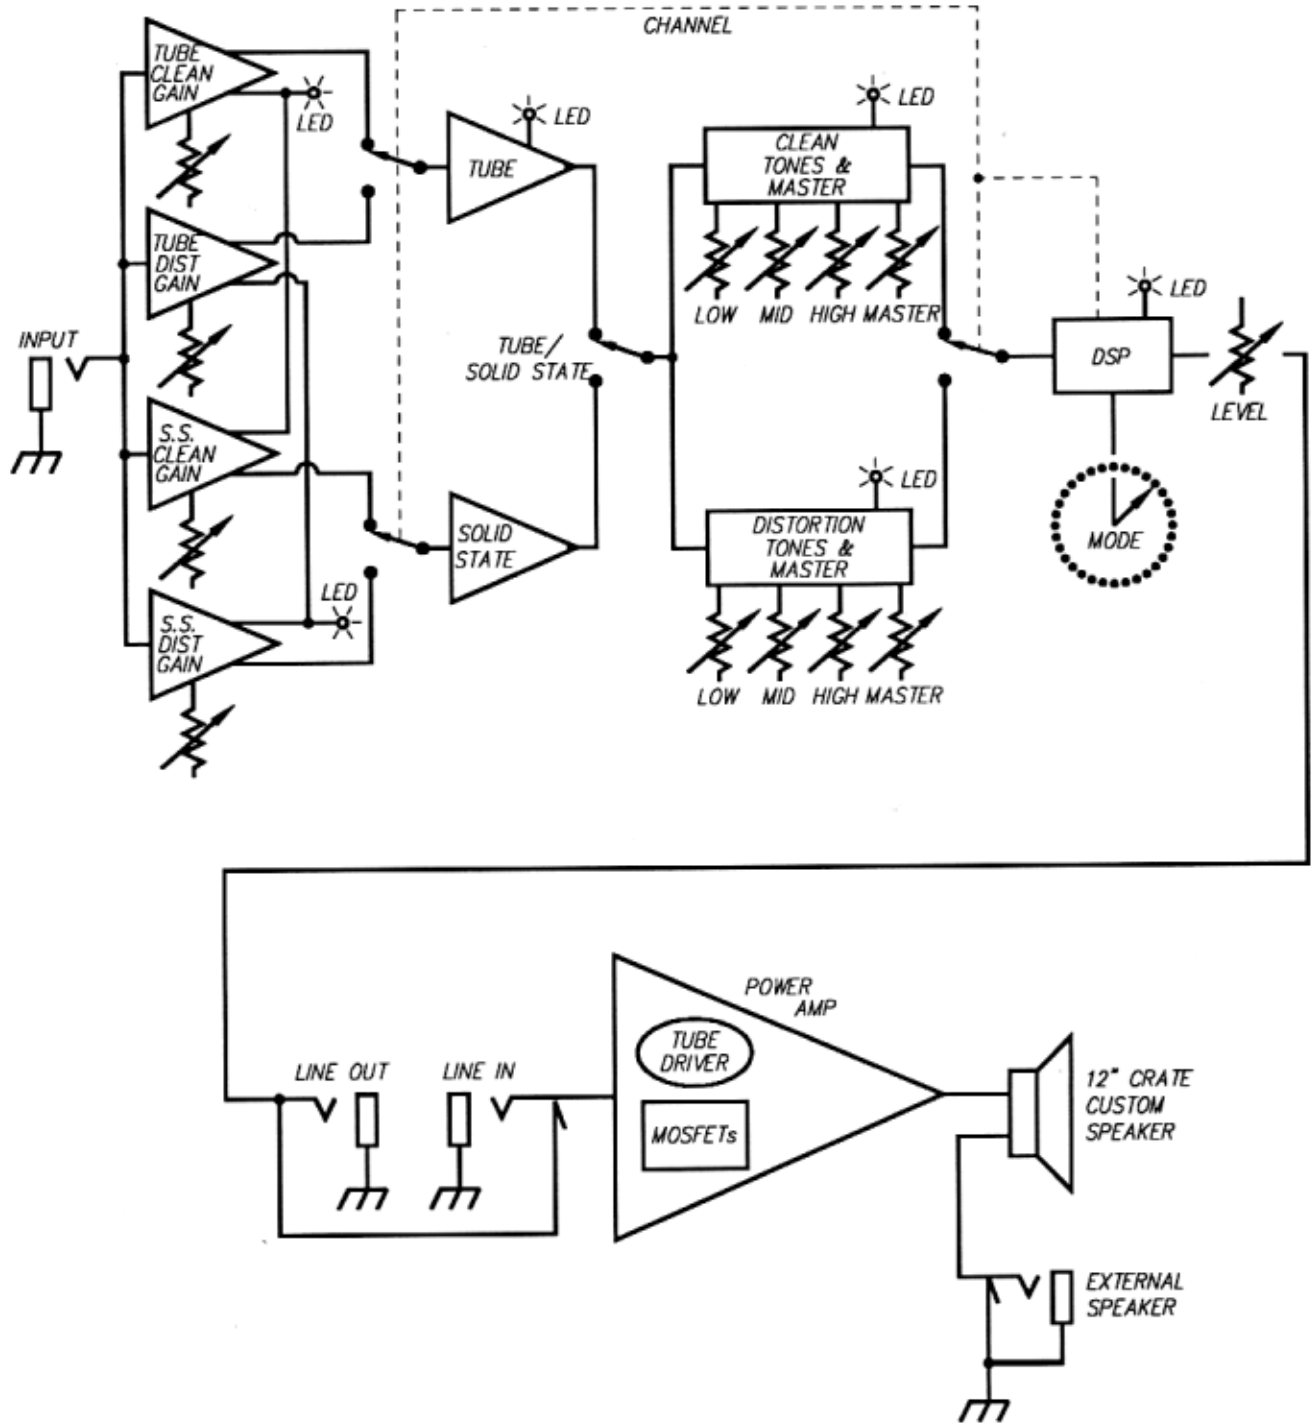 CHANNEL
TUBE
CLEAN
GAIN
LED
LED
TUBE
LED
CLEAN
TONES &
MASTER
LOW MID HIGH MASTER
TUBE
DIST
GAIN
INPUT
TUBE/
SOLID STATE
LED
DSP
LEVEL
MODE
S.S.
CLEAN
GAIN
SOLID
STATE
LED
DISTORTION
TONES &
MASTER
LOW MID HIGH MASTER
LED
S.S.
DIST
GAIN
POWER
AMP
TUBE
DRIVER
MOSFETs
LINE OUT
LINE IN
12" CRATE
CUSTOM
SPEAKER
EXTERNAL
SPEAKER